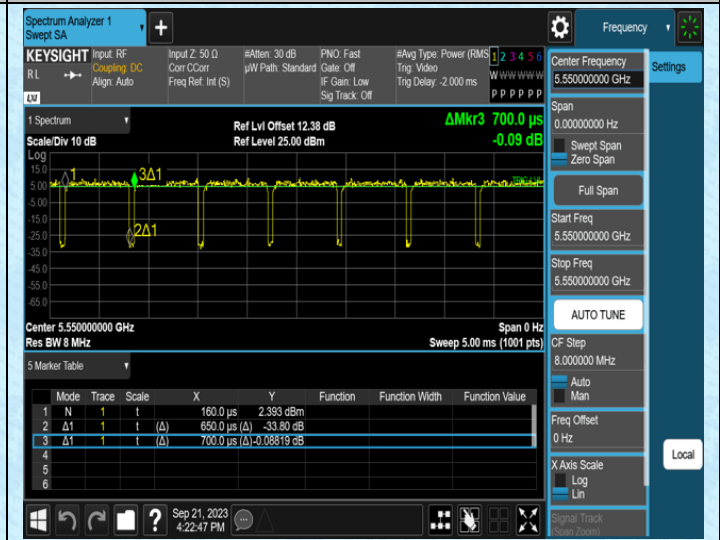 Spectrum Analyzer 1
Swept SA
Frequency
KEYSIGHT
RL
LXI
Input: RF
Coupling: DC
Align: Auto
Input Z: 50 Ω
Corr CCorr
Freq Ref: Int (S)
#Atten: 30 dB
µW Path: Standard
PNO: Fast
Gate: Off
IF Gain: Low
Sig Track: Off
#Avg Type: Power (RMS
Trig: Video
Trig Delay: -2.000 ms
1 2 3 4 5 6
W W W W W W
P P P P P P
Center Frequency
5.550000000 GHz
Settings
1 Spectrum
Scale/Div 10 dB
Ref Lvl Offset 12.38 dB
Ref Level 25.00 dBm
ΔMkr3 700.0 µs
-0.09 dB
Span
0.00000000 Hz
Swept Span
Zero Span
Full Span
Start Freq
5.550000000 GHz
Stop Freq
5.550000000 GHz
AUTO TUNE
CF Step
8.000000 MHz
Auto
Man
Freq Offset
0 Hz
X Axis Scale
Log
Lin
Signal Track
(Span Zoom)
Local
Log
15.0
5.00
-5.00
-15.0
-25.0
-35.0
-45.0
-55.0
-65.0
1
3Δ1
2Δ1
Center 5.550000000 GHz
Res BW 8 MHz
Span 0 Hz
Sweep 5.00 ms (1001 pts)
5 Marker Table
Mode Trace Scale X Y Function Function Width Function Value
1 N 1 t 160.0 µs 2.393 dBm
2 Δ1 1 t (Δ) 650.0 µs (Δ) -33.80 dB
3 Δ1 1 t (Δ) 700.0 µs (Δ) -0.08819 dB
4
5
6
?
Sep 21, 2023
4:22:47 PM